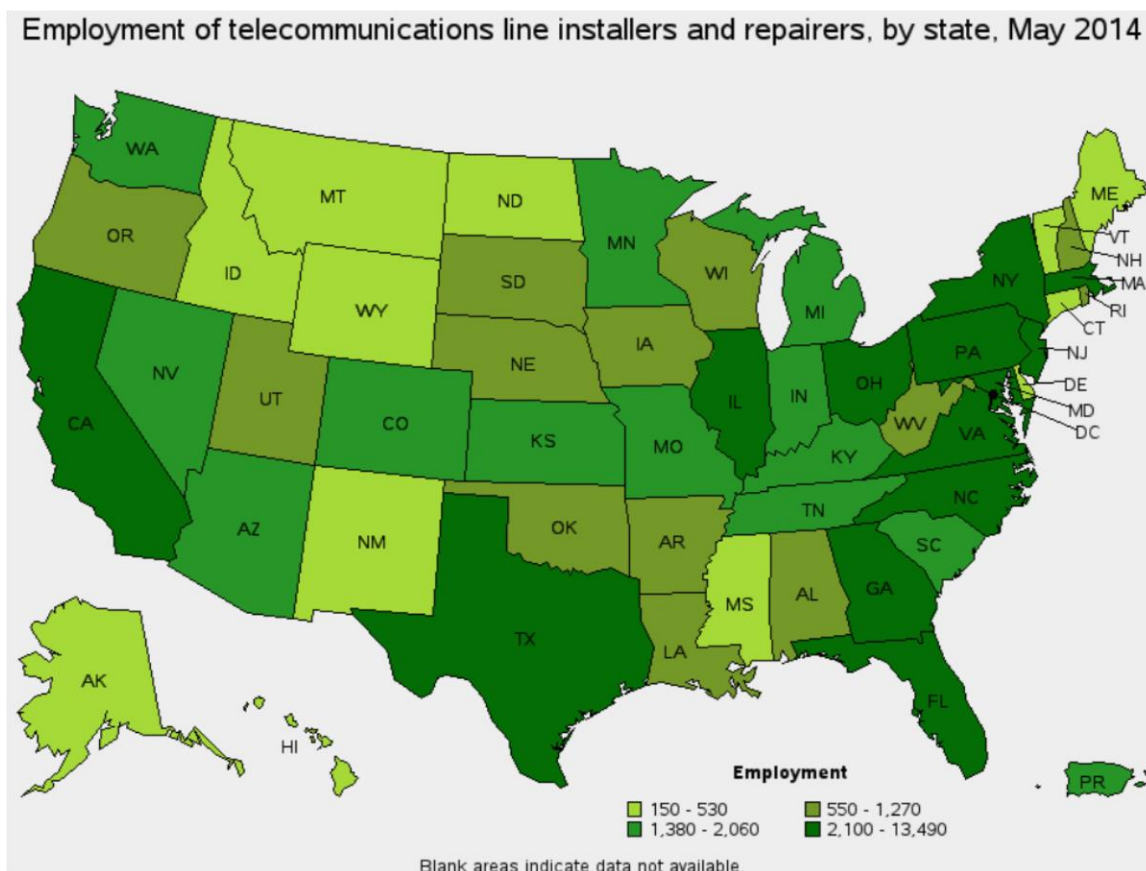 Employment of telecommunications line installers and repairers, by state, May 2014
WA
MT
ND
MN
ME
VT
NH
MA
RI
CT
OR
ID
SD
WI
NY
MI
WY
NE
IA
PA
NJ
NV
UT
CO
IL
IN
OH
DE
MD
DC
CA
KS
MO
KY
WV
VA
AZ
NM
OK
AR
TN
NC
SC
MS
AL
GA
TX
LA
AK
HI
FL
PR
Employment
150 - 530
550 - 1,270
1,380 - 2,060
2,100 - 13,490
Blank areas indicate data not available.